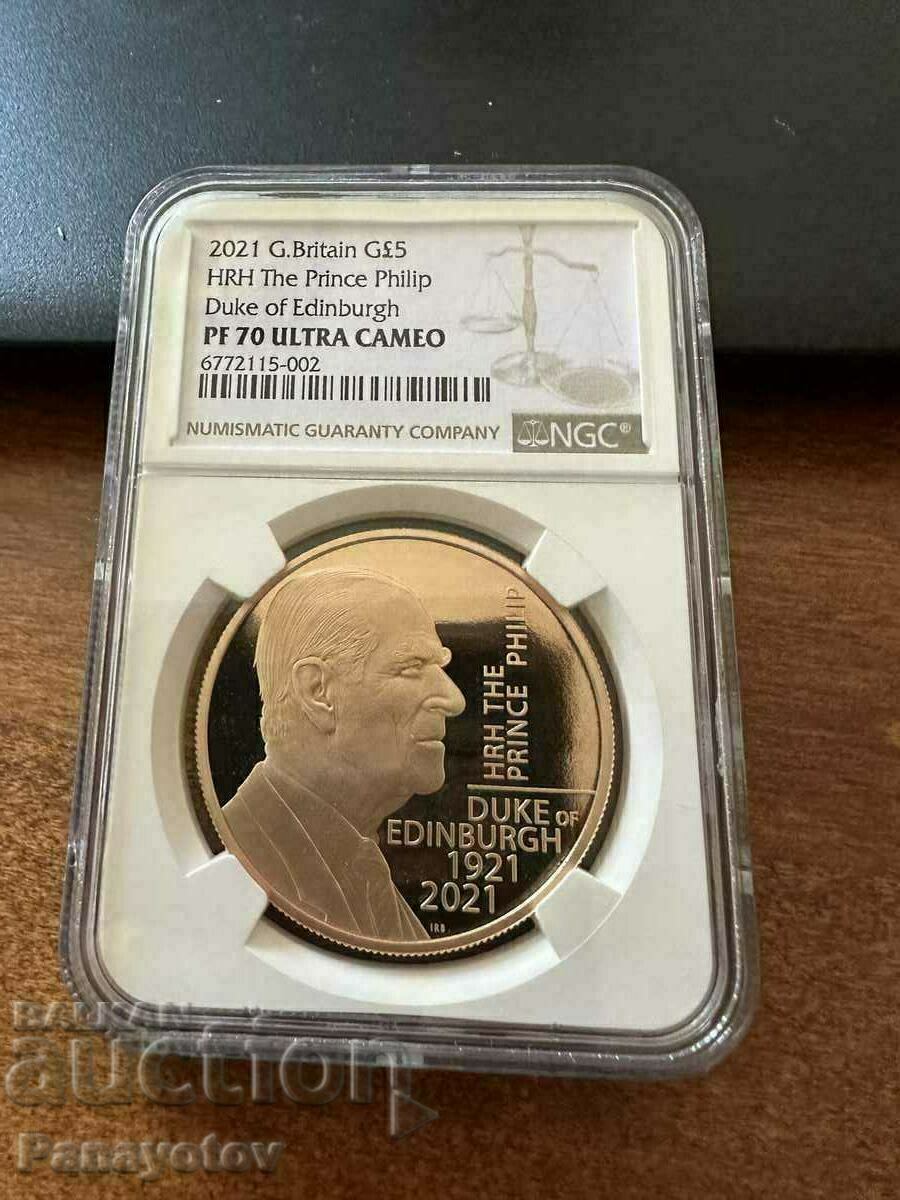 2021 G.Britain G£5
HRH The Prince Philip
Duke of Edinburgh
PF 70 ULTRA CAMEO
6772115-002
NUMISMATIC GUARANTY COMPANY
NGC®
HRH THE
PRINCE PHILIP
DUKE OF
EDINBURGH
1921
2021
IRB
BALKAN
auction
Panayotov